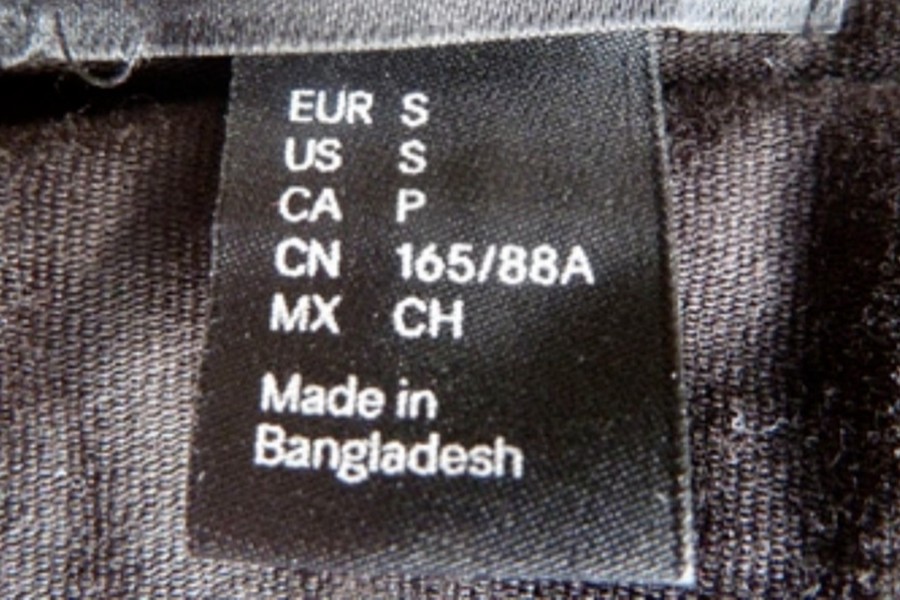 EUR S
US S
CA P
CN 165/88A
MX CH
Made in
Bangladesh